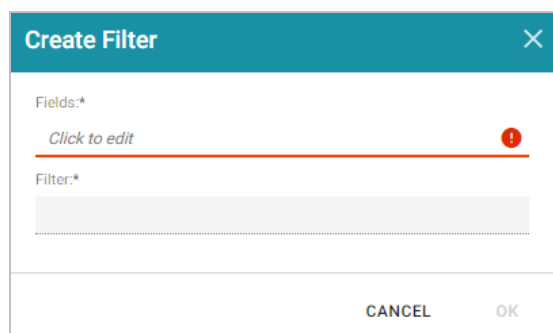 Create Filter
Fields:*
Click to edit
Filter:*
CANCEL OK